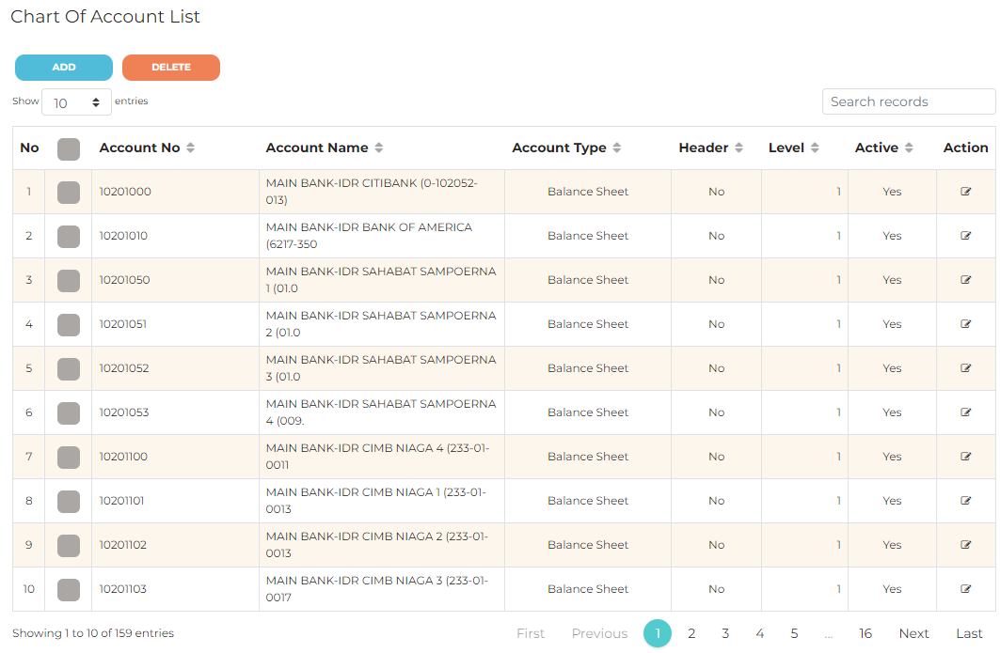 Chart Of Account List
ADD DELETE
Show 10 entries Search records
No Account No Account Name Account Type Header Level Active Action
1 10201000 MAIN BANK-IDR CITIBANK (0-102052- Balance Sheet No 1 Yes
013)
2 10201010 MAIN BANK-IDR BANK OF AMERICA Balance Sheet No 1 Yes
(6217-350
3 10201050 MAIN BANK-IDR SAHABAT SAMPOERNA Balance Sheet No 1 Yes
1 (01.0
4 10201051 MAIN BANK-IDR SAHABAT SAMPOERNA Balance Sheet No 1 Yes
2 (01.0
5 10201052 MAIN BANK-IDR SAHABAT SAMPOERNA Balance Sheet No 1 Yes
3 (01.0
6 10201053 MAIN BANK-IDR SAHABAT SAMPOERNA Balance Sheet No 1 Yes
4 (009.
7 10201100 MAIN BANK-IDR CIMB NIAGA 4 (233-01- Balance Sheet No 1 Yes
0011
8 10201101 MAIN BANK-IDR CIMB NIAGA 1 (233-01- Balance Sheet No 1 Yes
0013
9 10201102 MAIN BANK-IDR CIMB NIAGA 2 (233-01- Balance Sheet No 1 Yes
0013
10 10201103 MAIN BANK-IDR CIMB NIAGA 3 (233-01- Balance Sheet No 1 Yes
0017
Showing 1 to 10 of 159 entries First Previous 1 2 3 4 5 ... 16 Next Last